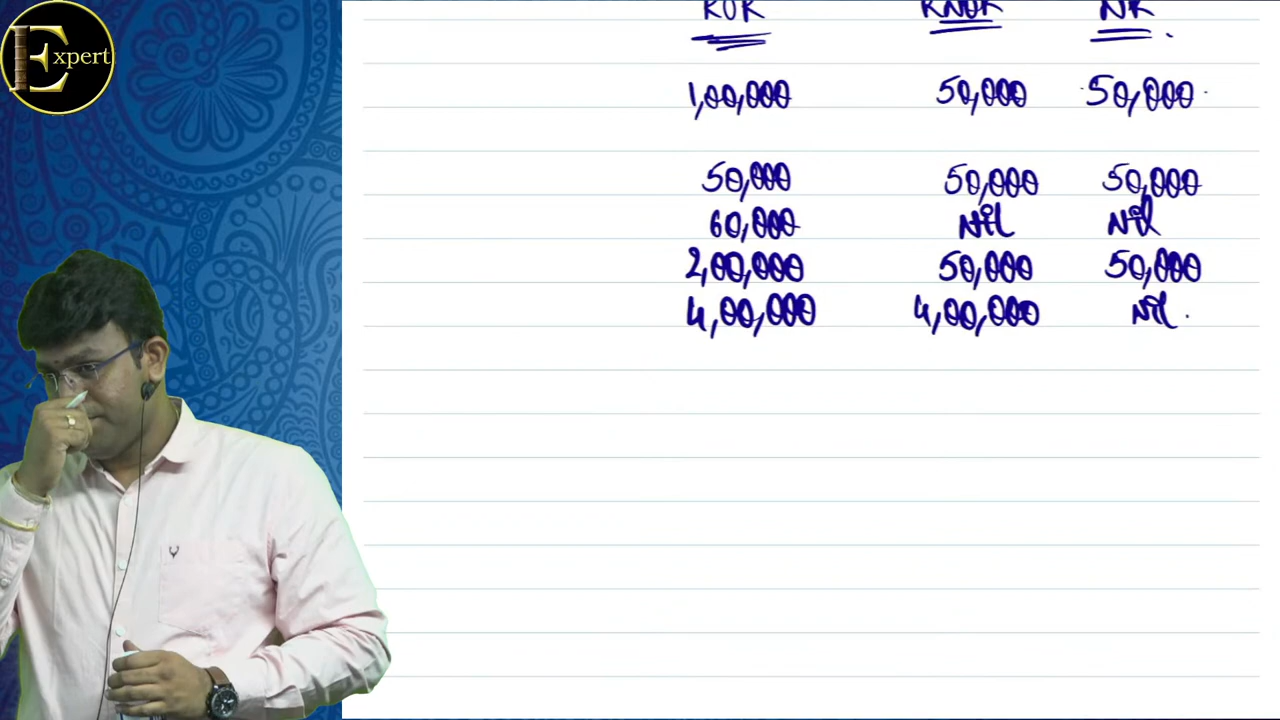 Expert
ROR RNOR NR
1,00,000 50,000 50,000
50,000 50,000 50,000
60,000 Nil Nil
2,00,000 50,000 50,000
4,00,000 4,00,000 Nil.